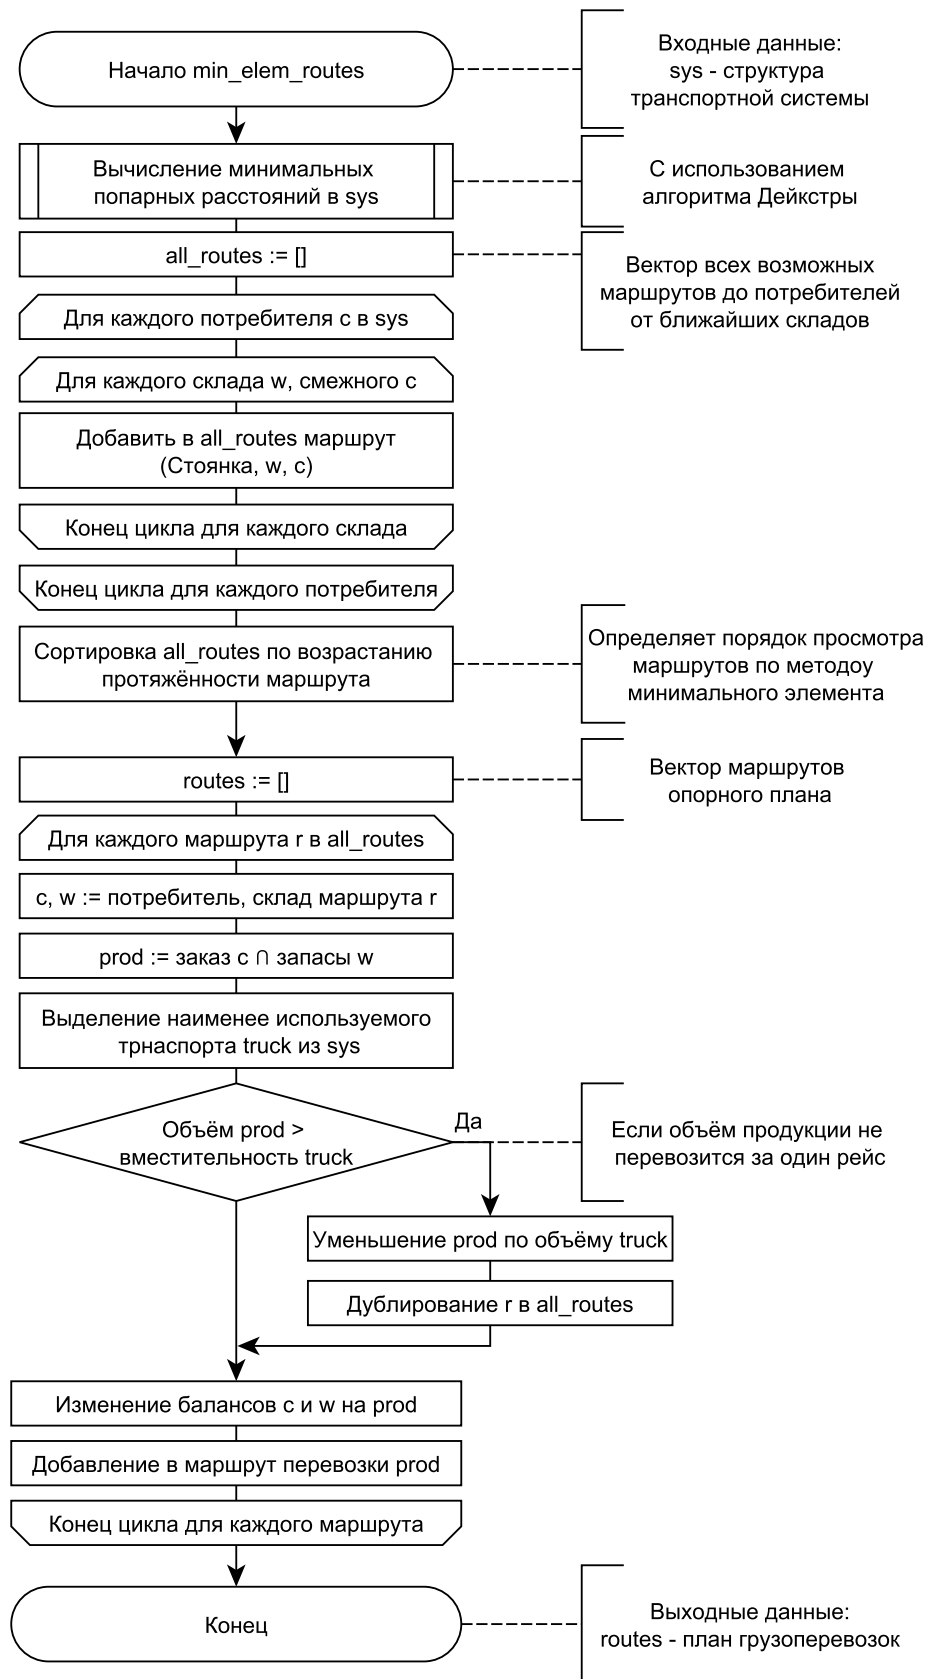 Начало min_elem_routes
Входные данные:
sys - структура
транспортной системы
Вычисление минимальных
попарных расстояний в sys
С использованием
алгоритма Дейкстры
all_routes := []
Вектор всех возможных
маршрутов до потребителей
от ближайших складов
Для каждого потребителя c в sys
Для каждого склада w, смежного c
Добавить в all_routes маршрут
(Стоянка, w, c)
Конец цикла для каждого склада
Конец цикла для каждого потребителя
Сортировка all_routes по возрастанию
протяжённости маршрута
Определяет порядок просмотра
маршрутов по методоу
минимального элемента
routes := []
Вектор маршрутов
опорного плана
Для каждого маршрута r в all_routes
c, w := потребитель, склад маршрута r
prod := заказ c ∩ запасы w
Выделение наименее используемого
трнаспорта truck из sys
Объём prod >
вместительность truck
Да
Если объём продукции не
перевозится за один рейс
Уменьшение prod по объёму truck
Дублирование r в all_routes
Изменение балансов c и w на prod
Добавление в маршрут перевозки prod
Конец цикла для каждого маршрута
Конец
Выходные данные:
routes - план грузоперевозок